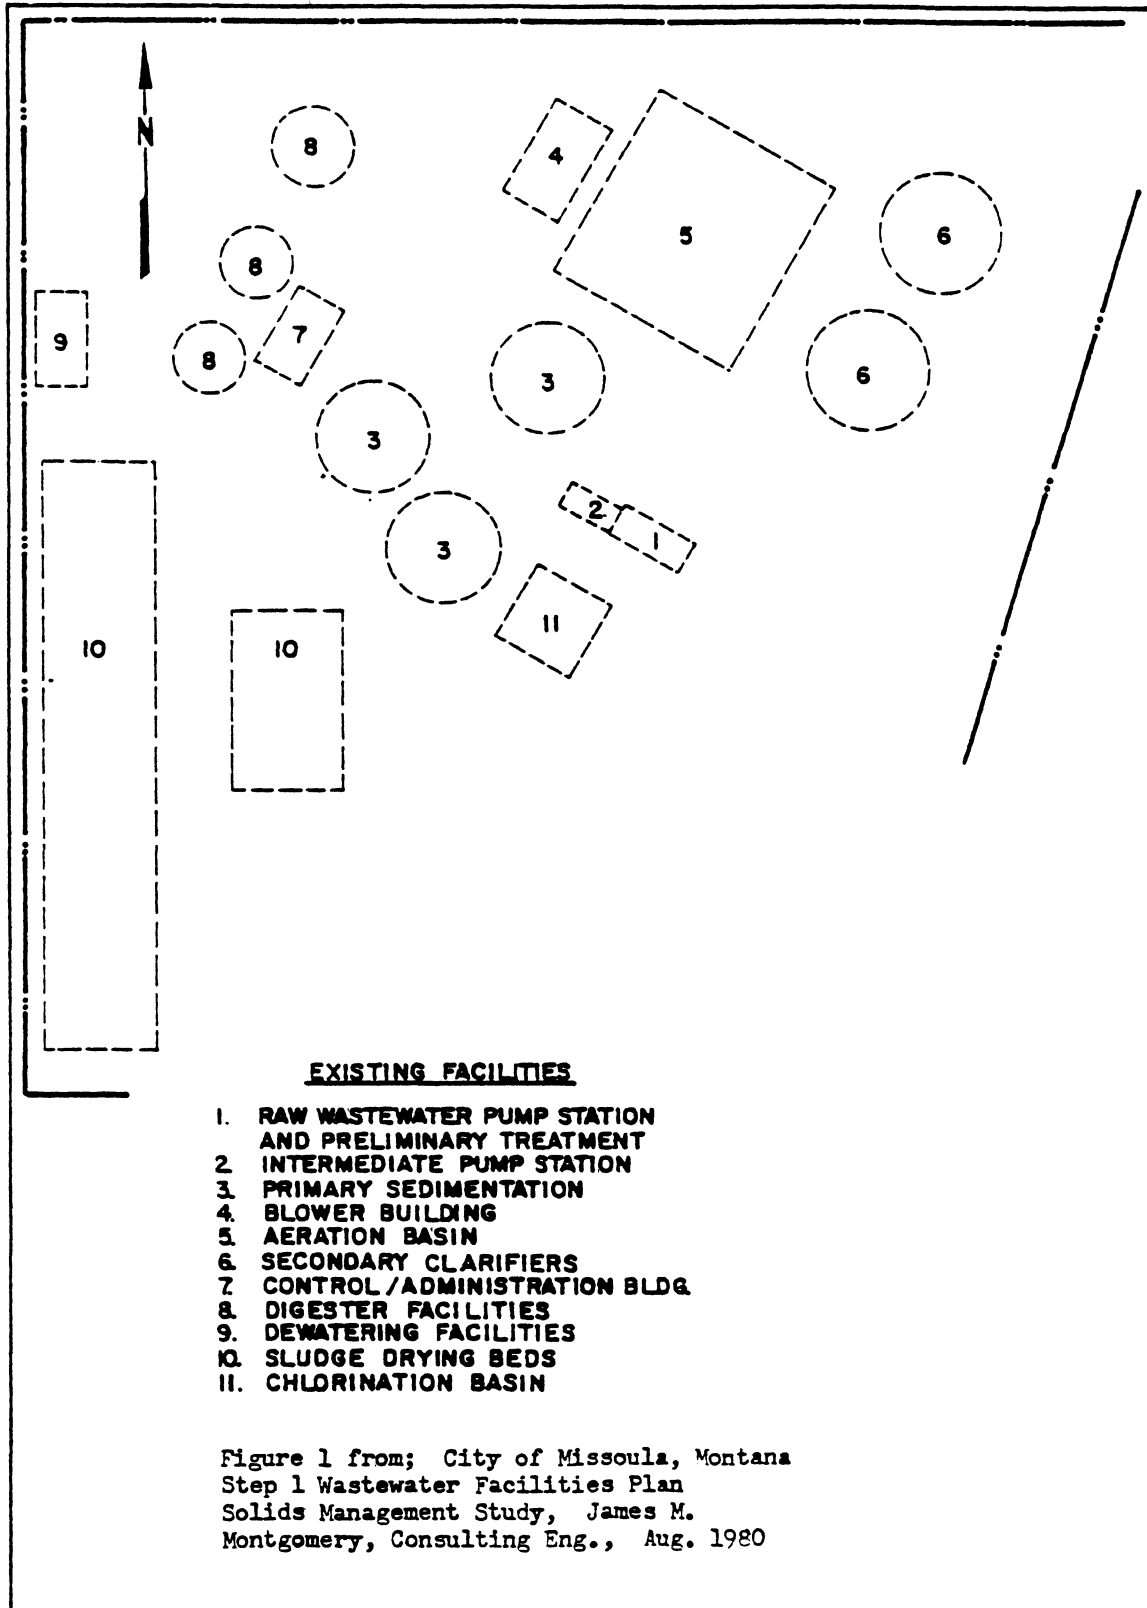 N
8
4
5
6
8
7
9
8
3
6
3
2
1
3
11
10
10
EXISTING FACILITIES
1. RAW WASTEWATER PUMP STATION
AND PRELIMINARY TREATMENT
2. INTERMEDIATE PUMP STATION
3. PRIMARY SEDIMENTATION
4. BLOWER BUILDING
5. AERATION BASIN
6. SECONDARY CLARIFIERS
7. CONTROL/ADMINISTRATION BLDG.
8. DIGESTER FACILITIES
9. DEWATERING FACILITIES
10. SLUDGE DRYING BEDS
11. CHLORINATION BASIN
Figure 1 from; City of Missoula, Montana
Step 1 Wastewater Facilities Plan
Solids Management Study, James M.
Montgomery, Consulting Eng., Aug. 1980